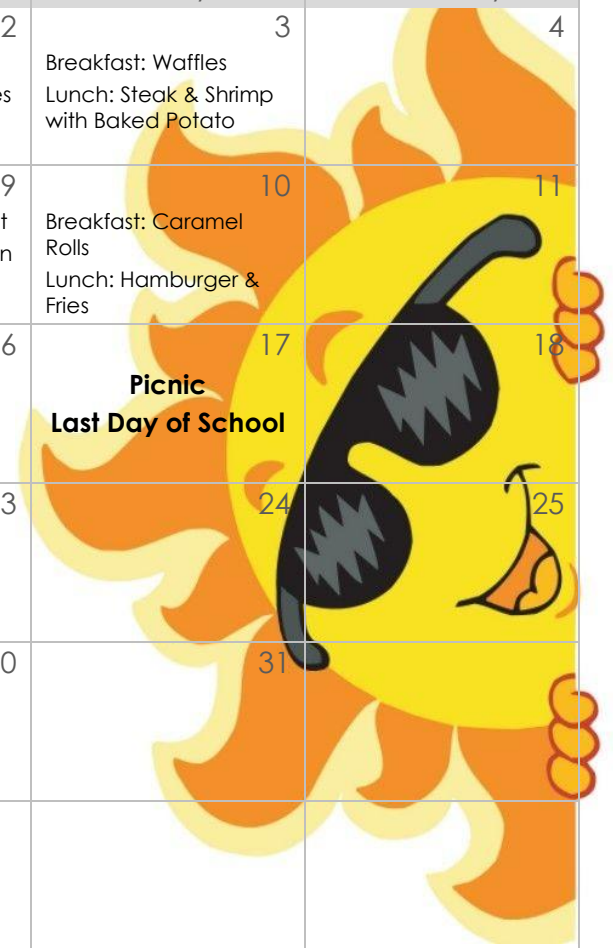 2
3
4
Breakfast: Waffles
es
Lunch: Steak & Shrimp
with Baked Potato
9
10
11
t
Breakfast: Caramel
n
Rolls
Lunch: Hamburger &
Fries
6
17
18
Picnic
Last Day of School
3
24
25
0
31